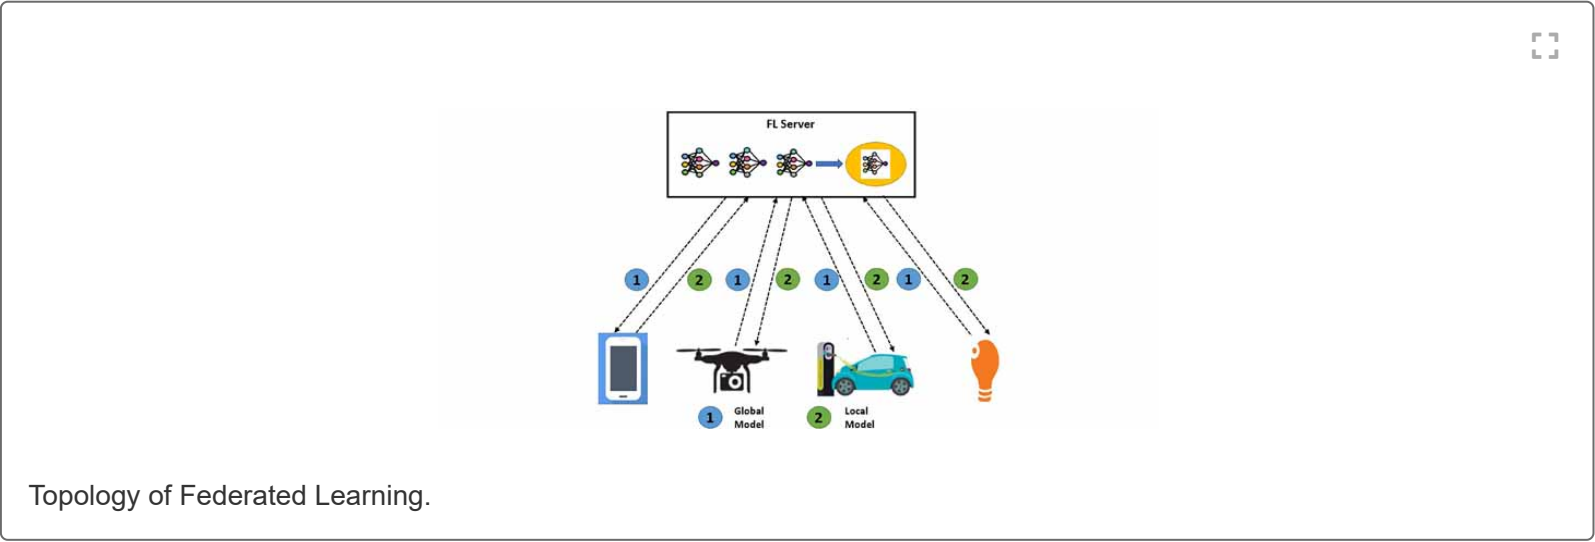 FL Server
1 2 1 2 1 2 1 2
1 Global Model
2 Local Model
Topology of Federated Learning.